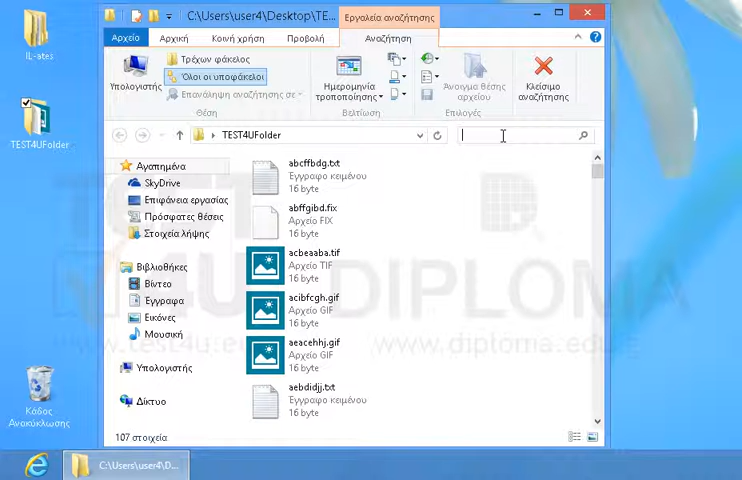 IL-ates
TEST4UFolder
Κάδος
Ανακύκλωσης
C:\Users\user4\Desktop\TE...
Εργαλεία αναζήτησης
Αρχείο
Αρχική
Κοινή χρήση
Προβολή
Αναζήτηση
Υπολογιστής
Τρέχων φάκελος
Όλοι οι υποφάκελοι
Επανάληψη αναζήτησης σε
Θέση
Ημερομηνία
τροποποίησης
Βελτίωση
Άνοιγμα θέσης
αρχείου
Επιλογές
Κλείσιμο
αναζήτησης
TEST4UFolder
Αγαπημένα
SkyDrive
Επιφάνεια εργασίας
Πρόσφατες θέσεις
Στοιχεία λήψης
Βιβλιοθήκες
Βίντεο
Έγγραφα
Εικόνες
Μουσική
Υπολογιστής
Δίκτυο
abcffbdg.txt
Έγγραφο κειμένου
16 byte
abffgibd.fix
Αρχείο FIX
16 byte
acbeaaba.tif
Αρχείο TIF
16 byte
acibfcgh.gif
Αρχείο GIF
16 byte
aeacehhj.gif
Αρχείο GIF
16 byte
aebdidjj.txt
Έγγραφο κειμένου
16 byte
107 στοιχεία
C:\Users\user4\D...
DIPLOMA